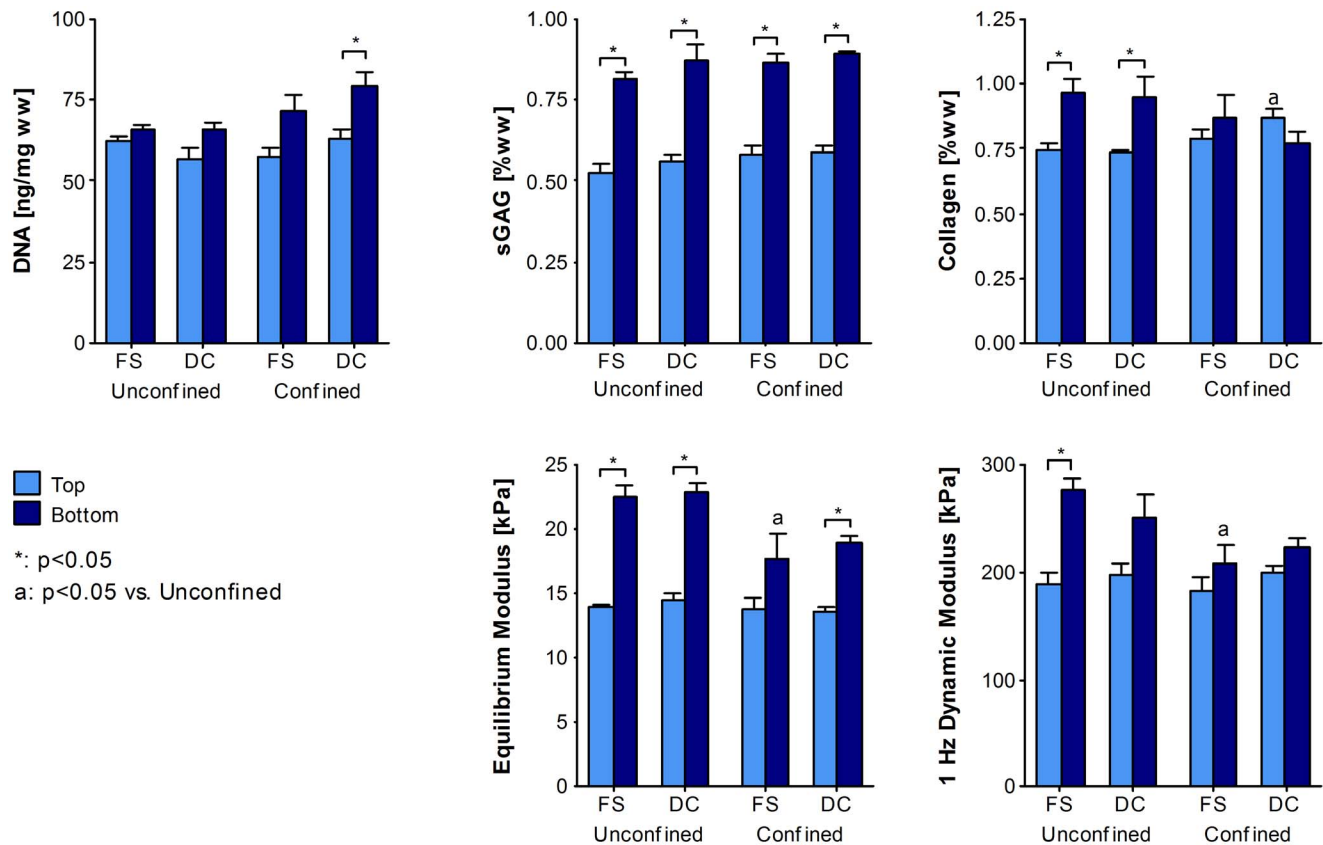 DNA [ng/mg ww]
100
75
50
25
0
*
FS DC FS DC
Unconfined Confined
sGAG [%ww]
1.00
0.75
0.50
0.25
0.00
* * * *
FS DC FS DC
Unconfined Confined
Collagen [%ww]
1.25
1.00
0.75
0.50
0.25
0.00
* * a
FS DC FS DC
Unconfined Confined
Top
Bottom
*: p<0.05
a: p<0.05 vs. Unconfined
Equilibrium Modulus [kPa]
25
20
15
10
5
0
* * a *
FS DC FS DC
Unconfined Confined
1 Hz Dynamic Modulus [kPa]
300
200
100
0
* a
FS DC FS DC
Unconfined Confined